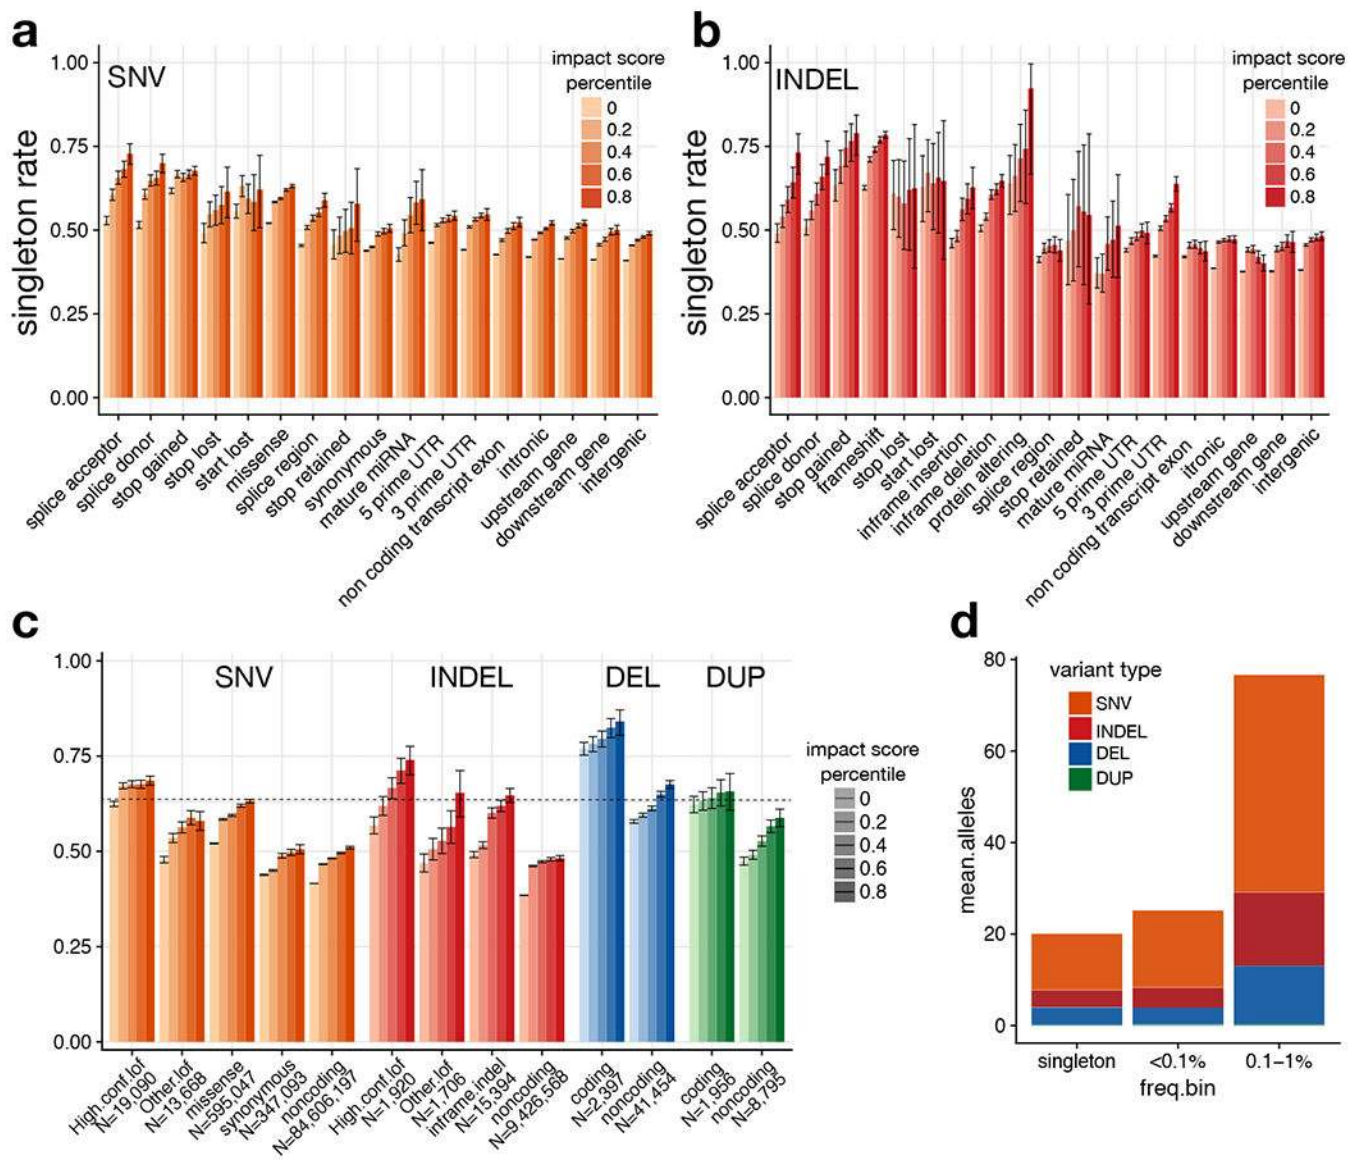 a
SNV
impact score
percentile
0
0.2
0.4
0.6
0.8
singleton rate
1.00
0.75
0.50
0.25
0.00
splice acceptor
splice donor
stop gained
stop lost
start lost
missense
splice region
stop retained
synonymous
mature miRNA
5 prime UTR
3 prime UTR
non coding transcript exon
intronic
upstream gene
downstream gene
intergenic
b
INDEL
impact score
percentile
0
0.2
0.4
0.6
0.8
singleton rate
1.00
0.75
0.50
0.25
0.00
splice acceptor
splice donor
stop gained
frameshift
stop lost
start lost
inframe insertion
inframe deletion
protein altering
splice region
stop retained
mature miRNA
5 prime UTR
3 prime UTR
non coding transcript exon
itronic
upstream gene
downstream gene
intergenic
c
SNV
INDEL
DEL
DUP
1.00
0.75
0.50
0.25
0.00
impact score
percentile
0
0.2
0.4
0.6
0.8
High.conf.lof
N=19,090
Other.lof
N=13,668
missense
N=595,047
synonymous
N=347,093
noncoding
N=84,606,197
High.conf.lof
N=1,920
Other.lof
N=1,706
inframe.indel
N=15,394
noncoding
N=9,426,568
coding
N=2,397
noncoding
N=41,454
coding
N=1,956
noncoding
N=8,795
d
variant type
SNV
INDEL
DEL
DUP
mean.alleles
80
60
40
20
0
singleton
<0.1%
0.1–1%
freq.bin